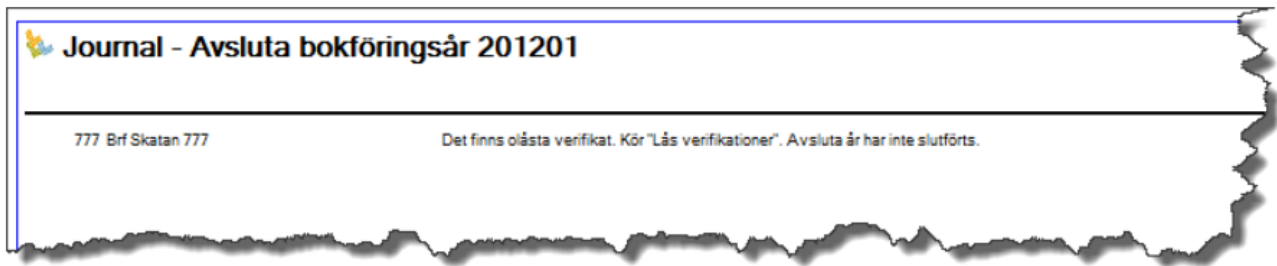 Journal - Avsluta bokföringsår 201201
777 Brf Skatan 777 Det finns olåsta verifikat. Kör "Lås verifikationer". Avsluta år har inte slutförts.